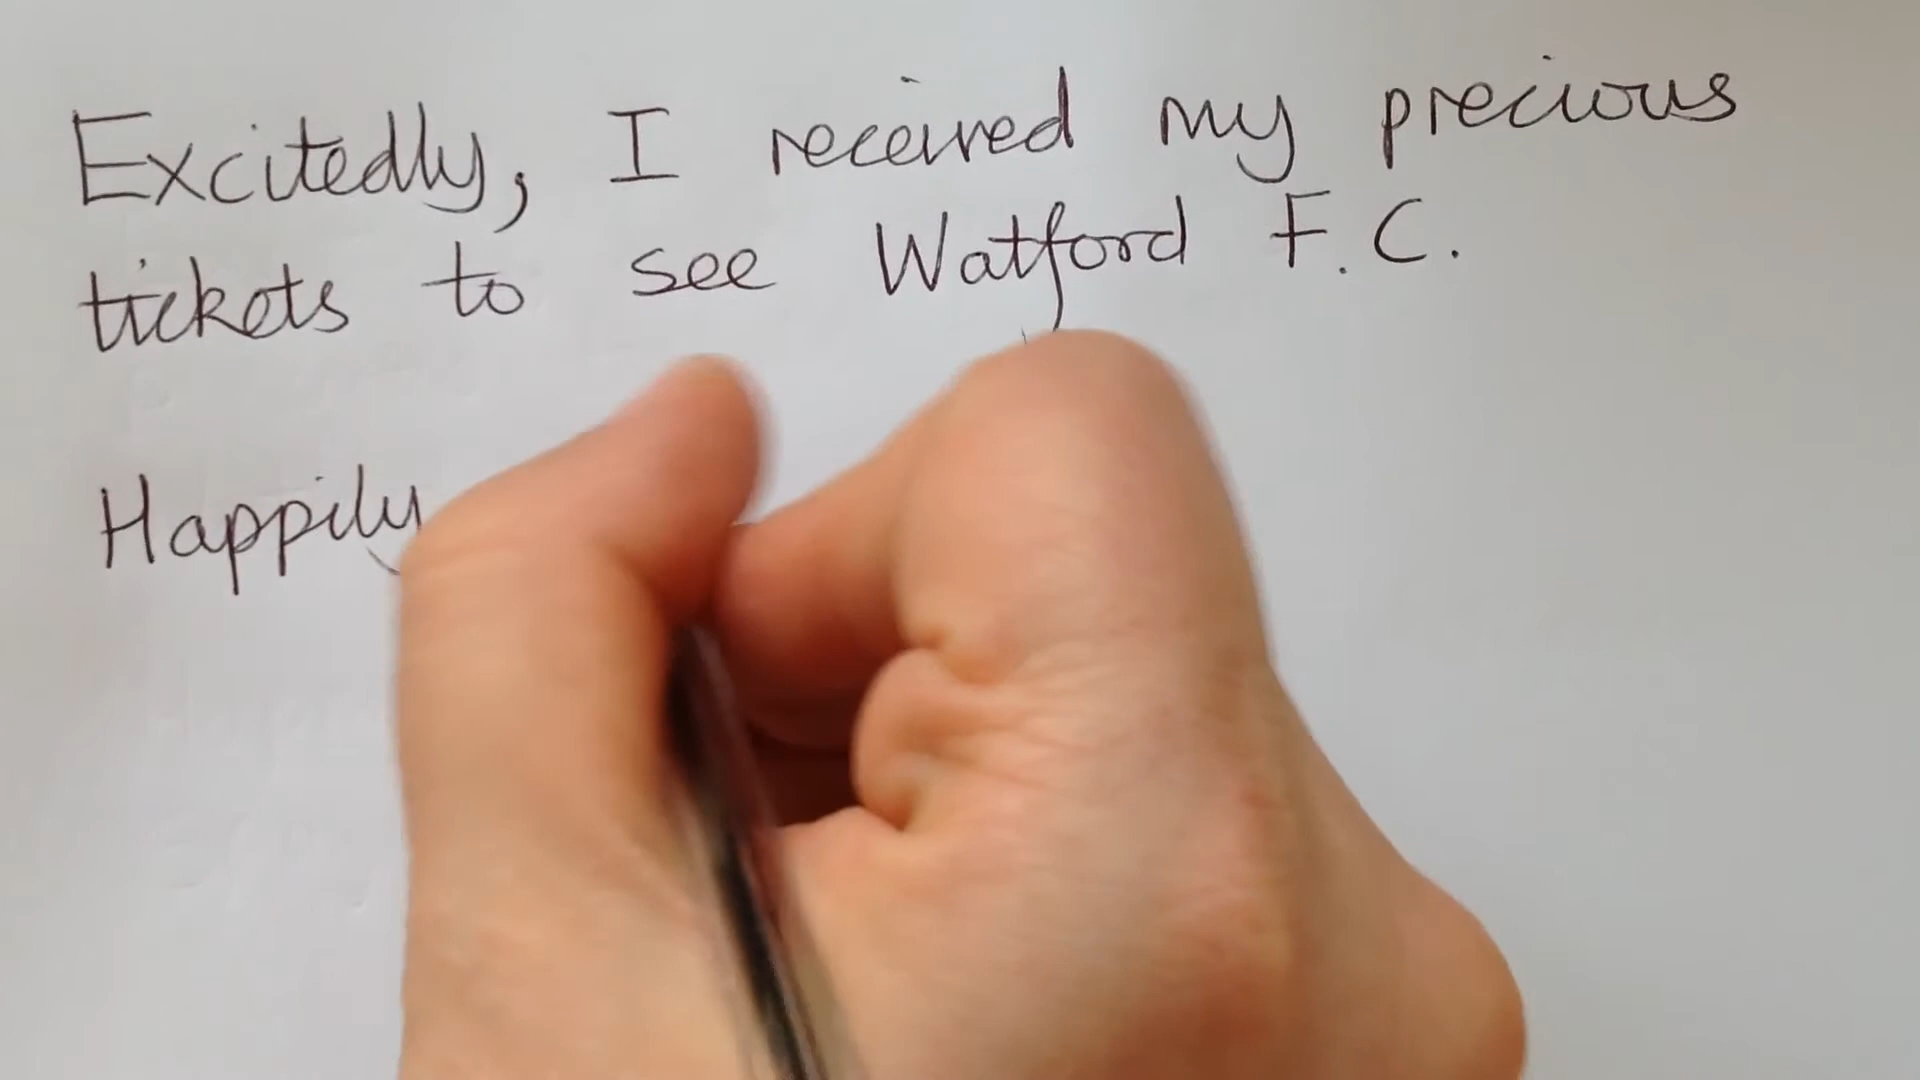 Excitedly, I received my precious
tickets to see Watford F.C.
Happily